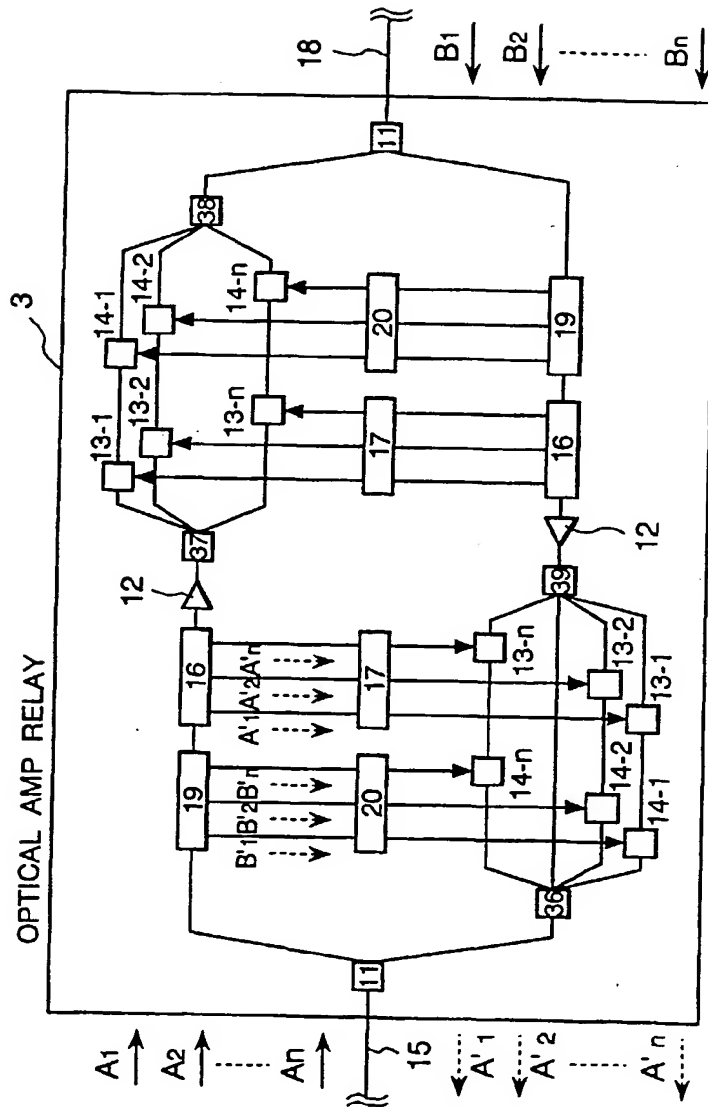 OPTICAL AMP RELAY
3
A1
A2
An
15
A'1
A'2
A'n
11
19
16
12
37
13-1
13-2
13-n
14-1
14-2
14-n
38
11
18
B1
B2
Bn
B'1 B'2 B'n
A'1 A'2 A'n
20
17
17
20
36
14-n
14-2
14-1
13-n
13-2
13-1
39
12
16
19